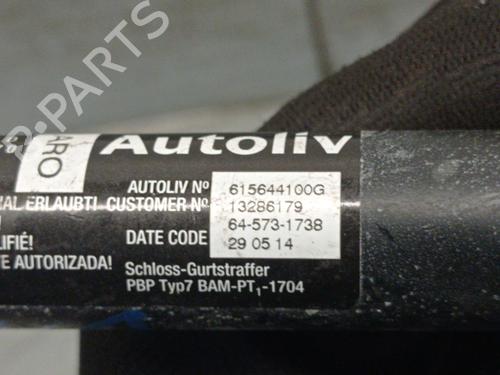 ARO
Autoliv
AUTOLIV Nº 615644100G
ERLAUBT! CUSTOMER Nº 13286179
64-573-1738
DATE CODE 29 05 14
LIFIÉ!
TE AUTORIZADA! Schloss-Gurtstraffer
PBP Typ7 BAM-PT₁-1704
B-PARTS